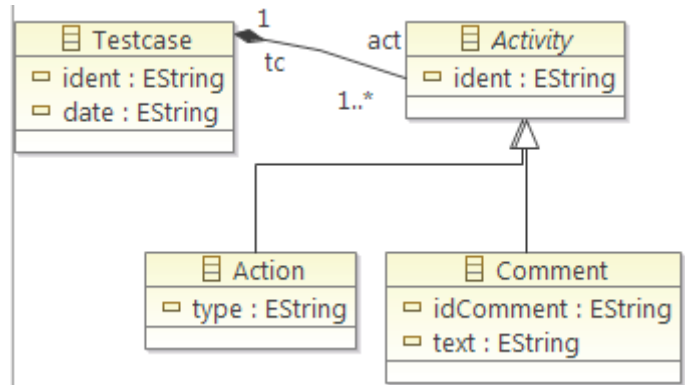 Testcase
ident : EString
date : EString
1
tc
act
1..*
Activity
ident : EString
Action
type : EString
Comment
idComment : EString
text : EString